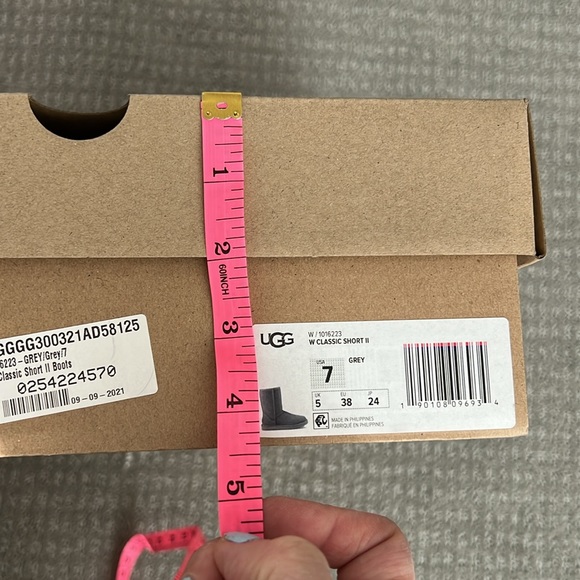 1
2
60INCH
3
4
5
GGGG300321AD58125
6223-GREY/Grey/7
Classic Short II Boots
0254224570
09-09-2021
UGG
W / 1016223
W CLASSIC SHORT II
USA
7
GREY
UK EU JP
5 38 24
MADE IN PHILIPPINES
FABRIQUÉ EN PHILIPPINES
1 90108 09693 4